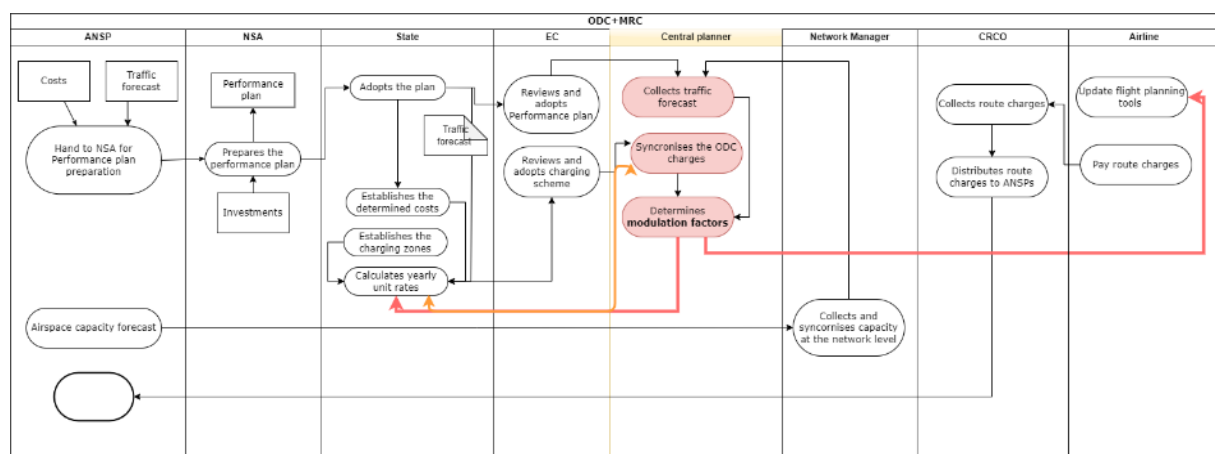 ODC+MRC
ANSP
NSA
State
EC
Central planner
Network Manager
CRCO
Airline
Costs
Traffic
forecast
Hand to NSA for
Performance plan
preparation
Airspace capacity forecast
Performance
plan
Prepares the
performance plan
Investments
Adopts the plan
Traffic
forecast
Establishes the
determined costs
Establishes the
charging zones
Calculates yearly
unit rates
Reviews and
adopts
Performance plan
Reviews and
adopts charging
scheme
Collects traffic
forecast
Syncronises the ODC
charges
Determines
modulation factors
Collects and
syncornises capacity
at the network level
Collects route charges
Distributes route
charges to ANSPs
Update flight planning
tools
Pay route charges